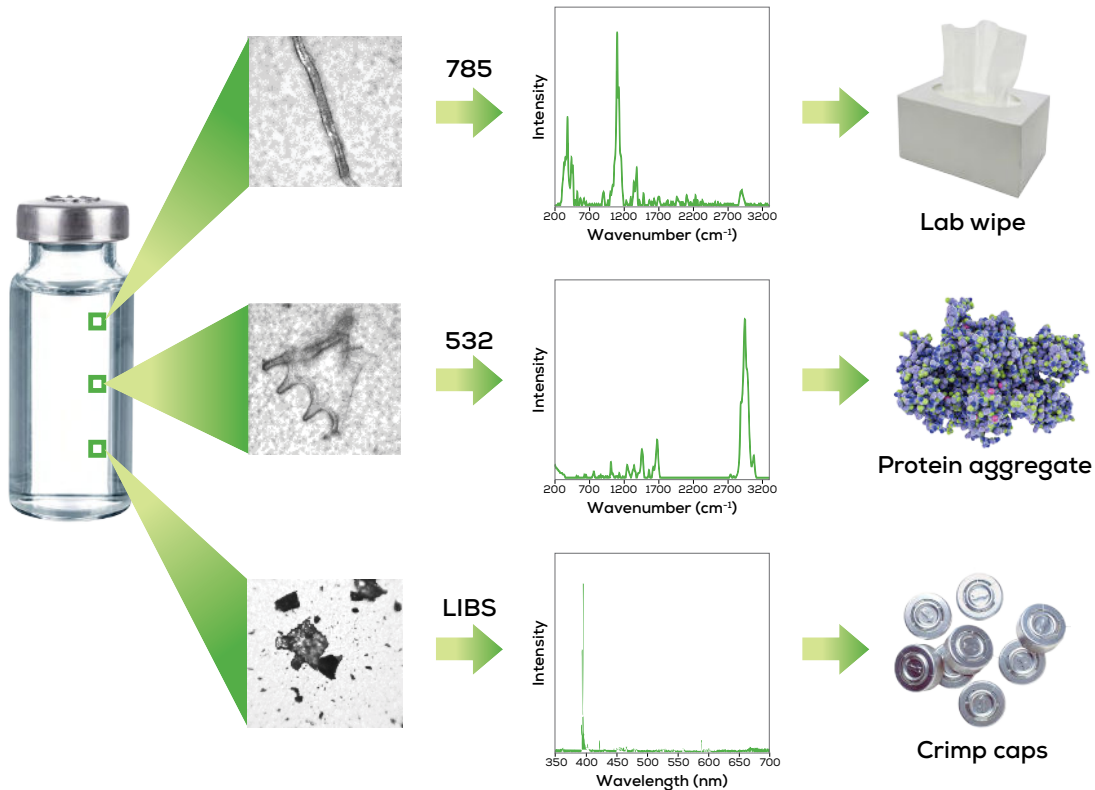 785
Intensity
200 700 1200 1700 2200 2700 3200
Wavenumber (cm⁻¹)
Lab wipe
532
Intensity
200 700 1200 1700 2200 2700 3200
Wavenumber (cm⁻¹)
Protein aggregate
LIBS
Intensity
350 400 450 500 550 600 650 700
Wavelength (nm)
Crimp caps